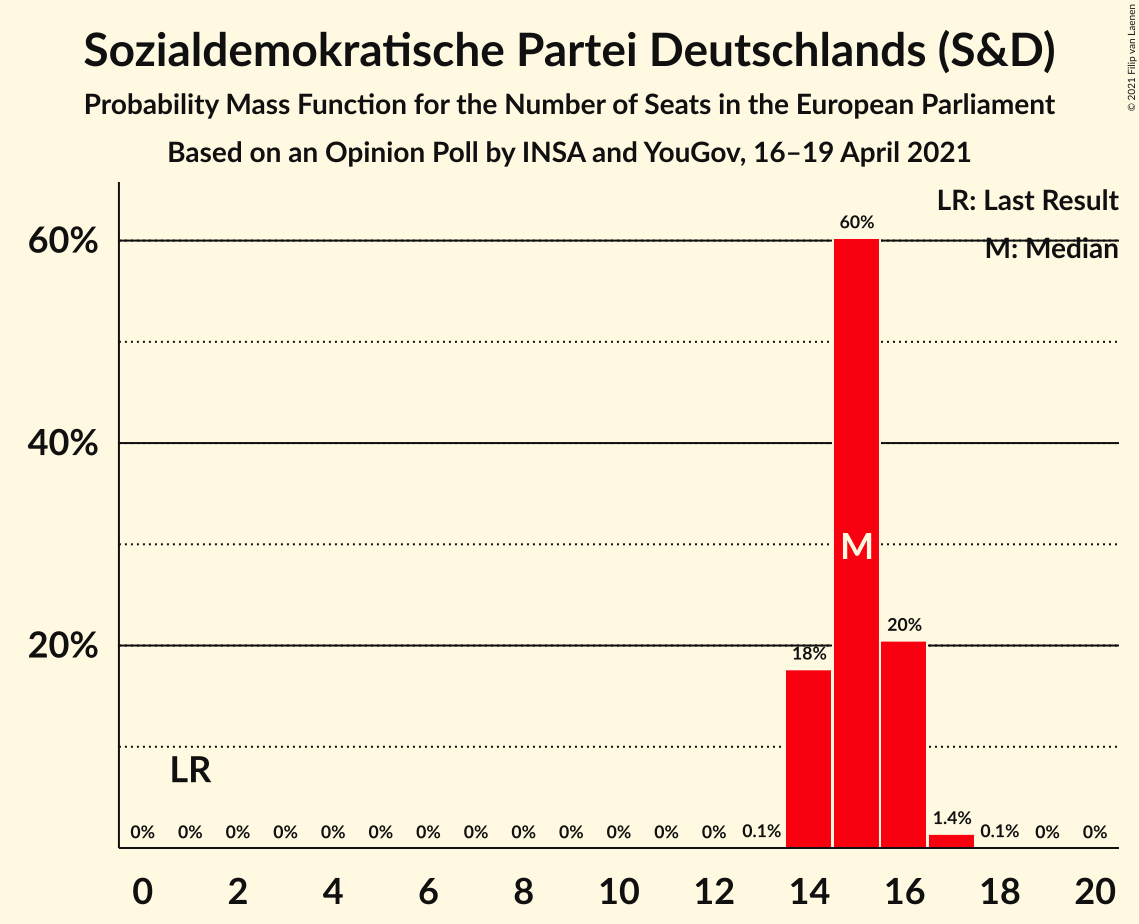 Sozialdemokratische Partei Deutschlands (S&D)
Probability Mass Function for the Number of Seats in the European Parliament
Based on an Opinion Poll by INSA and YouGov, 16–19 April 2021
© 2021 Filip van Laenen
LR: Last Result
M: Median
60%
40%
20%
60%
M
20%
18%
LR
0% 0% 0% 0% 0% 0% 0% 0% 0% 0% 0% 0% 0% 0.1% 1.4% 0.1% 0% 0%
0 2 4 6 8 10 12 14 16 18 20